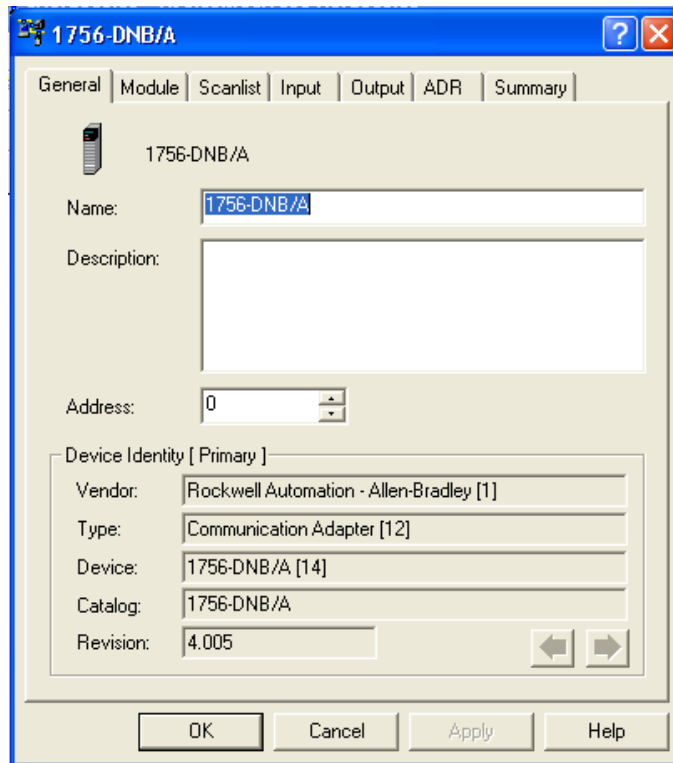 1756-DNB/A
General Module Scanlist Input Output ADR Summary
1756-DNB/A
Name: 1756-DNB/A
Description:
Address: 0
Device Identity [ Primary ]
Vendor: Rockwell Automation - Allen-Bradley [1]
Type: Communication Adapter [12]
Device: 1756-DNB/A [14]
Catalog: 1756-DNB/A
Revision: 4.005
OK Cancel Apply Help